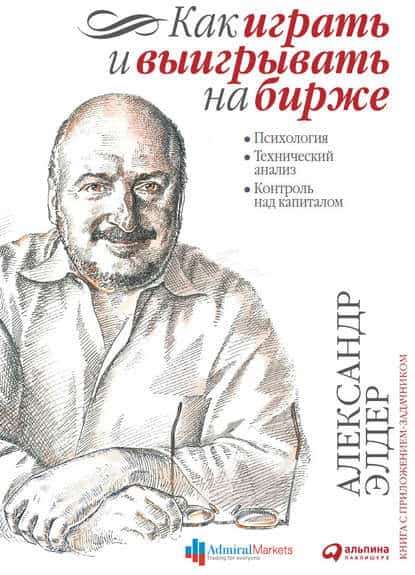 Как играть
и выигрывать
на бирже
• Психология
• Технический
анализ
• Контроль
над капиталом
АЛЕКСАНДР
ЭЛДЕР
КНИГА С ПРИЛОЖЕНИЕМ-ЗАДАЧНИКОМ
AdmiralMarkets
Trading for everyone
АЛЬПИНА
ПАБЛИШЕР